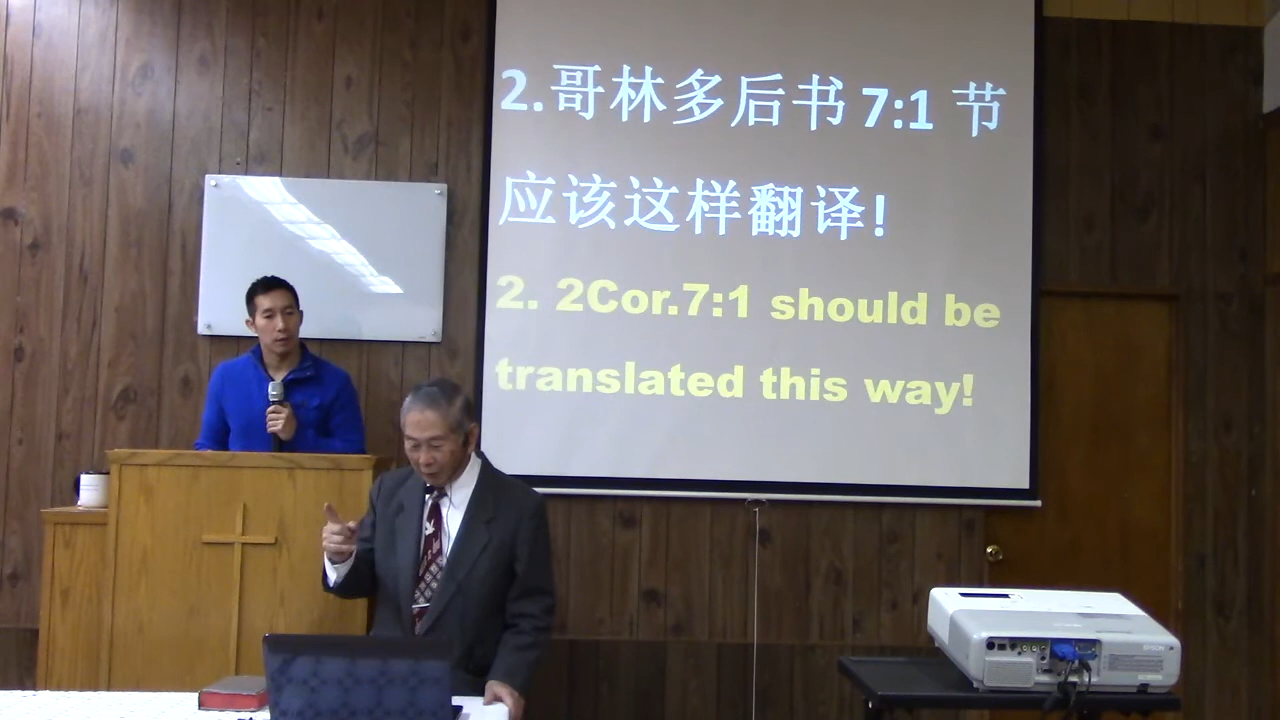 2.哥林多后书 7:1 节
应该这样翻译!
2. 2Cor.7:1 should be
translated this way!
EPSON